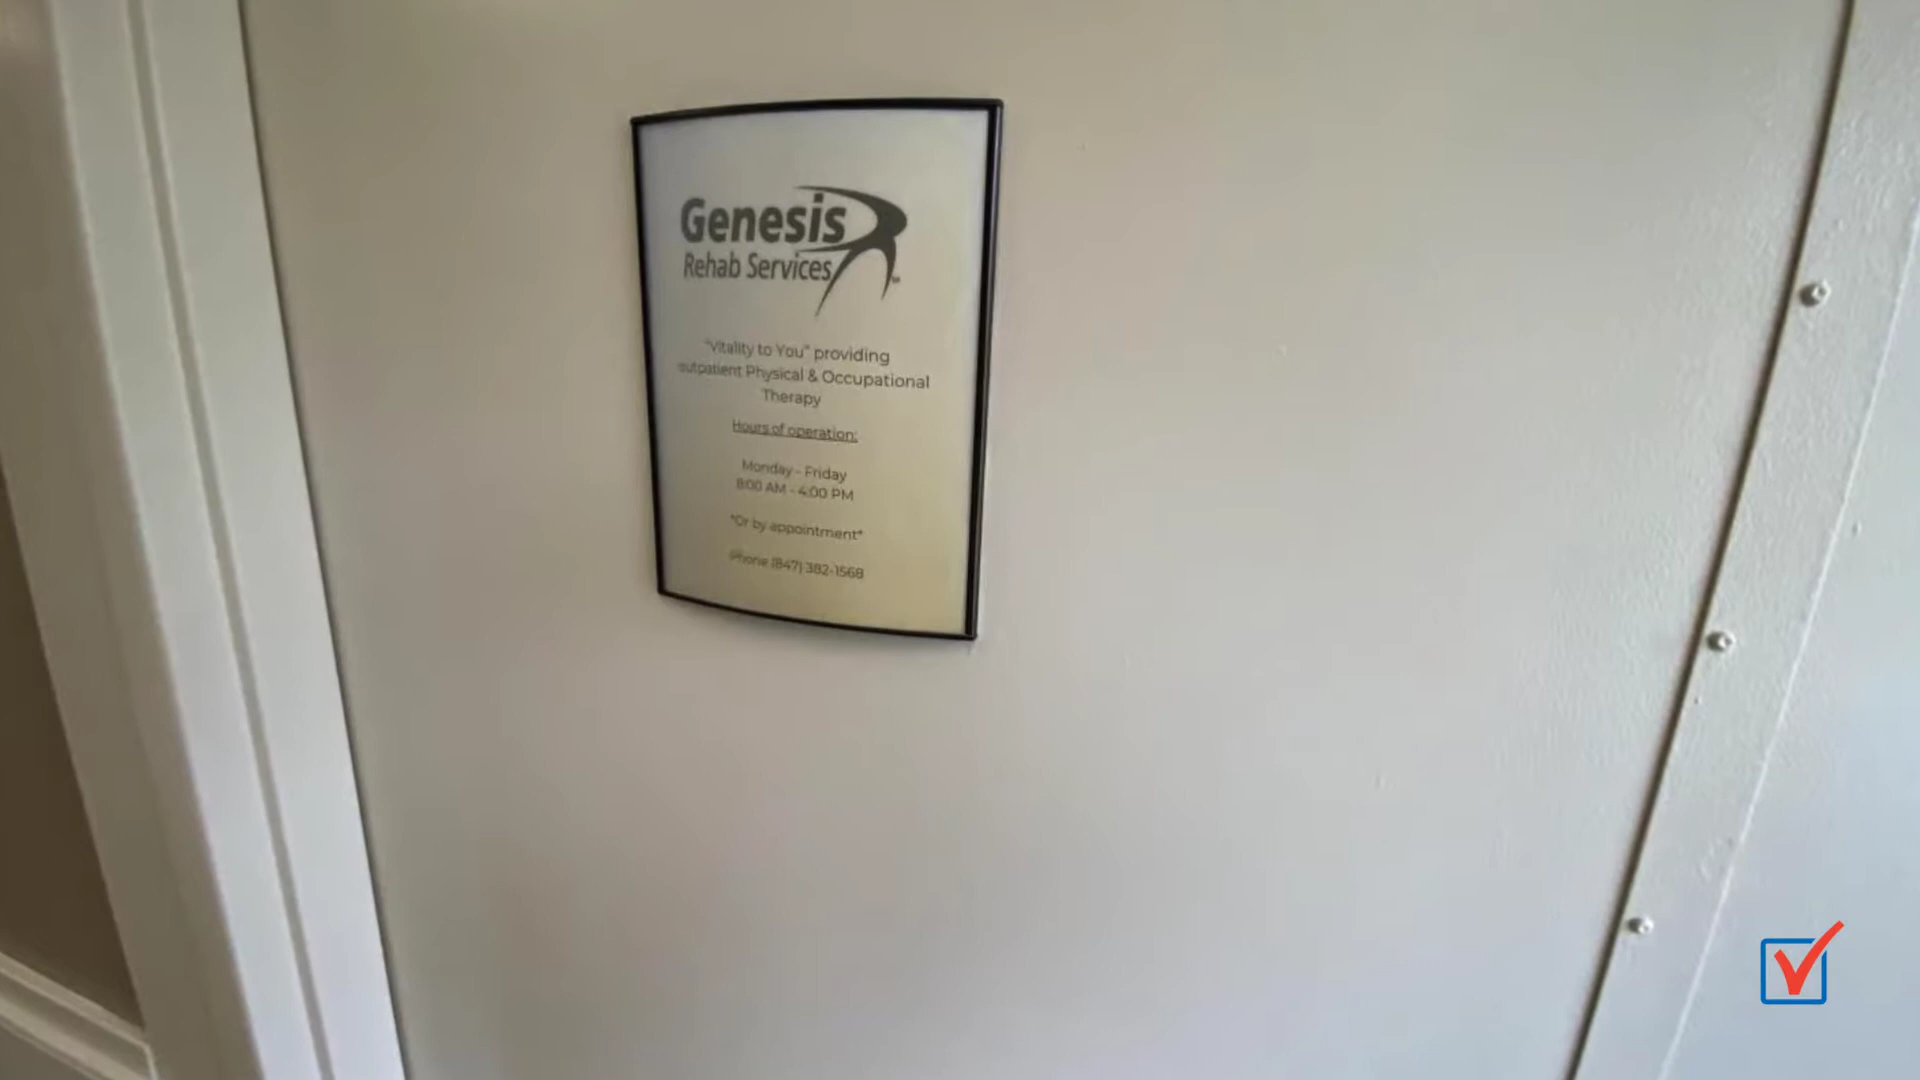 Genesis
Rehab Services
"Vitality to You" providing
outpatient Physical & Occupational
Therapy
Hours of operation:
Monday - Friday
8:00 AM - 4:00 PM
*Or by appointment*
Phone (847) 382-1568